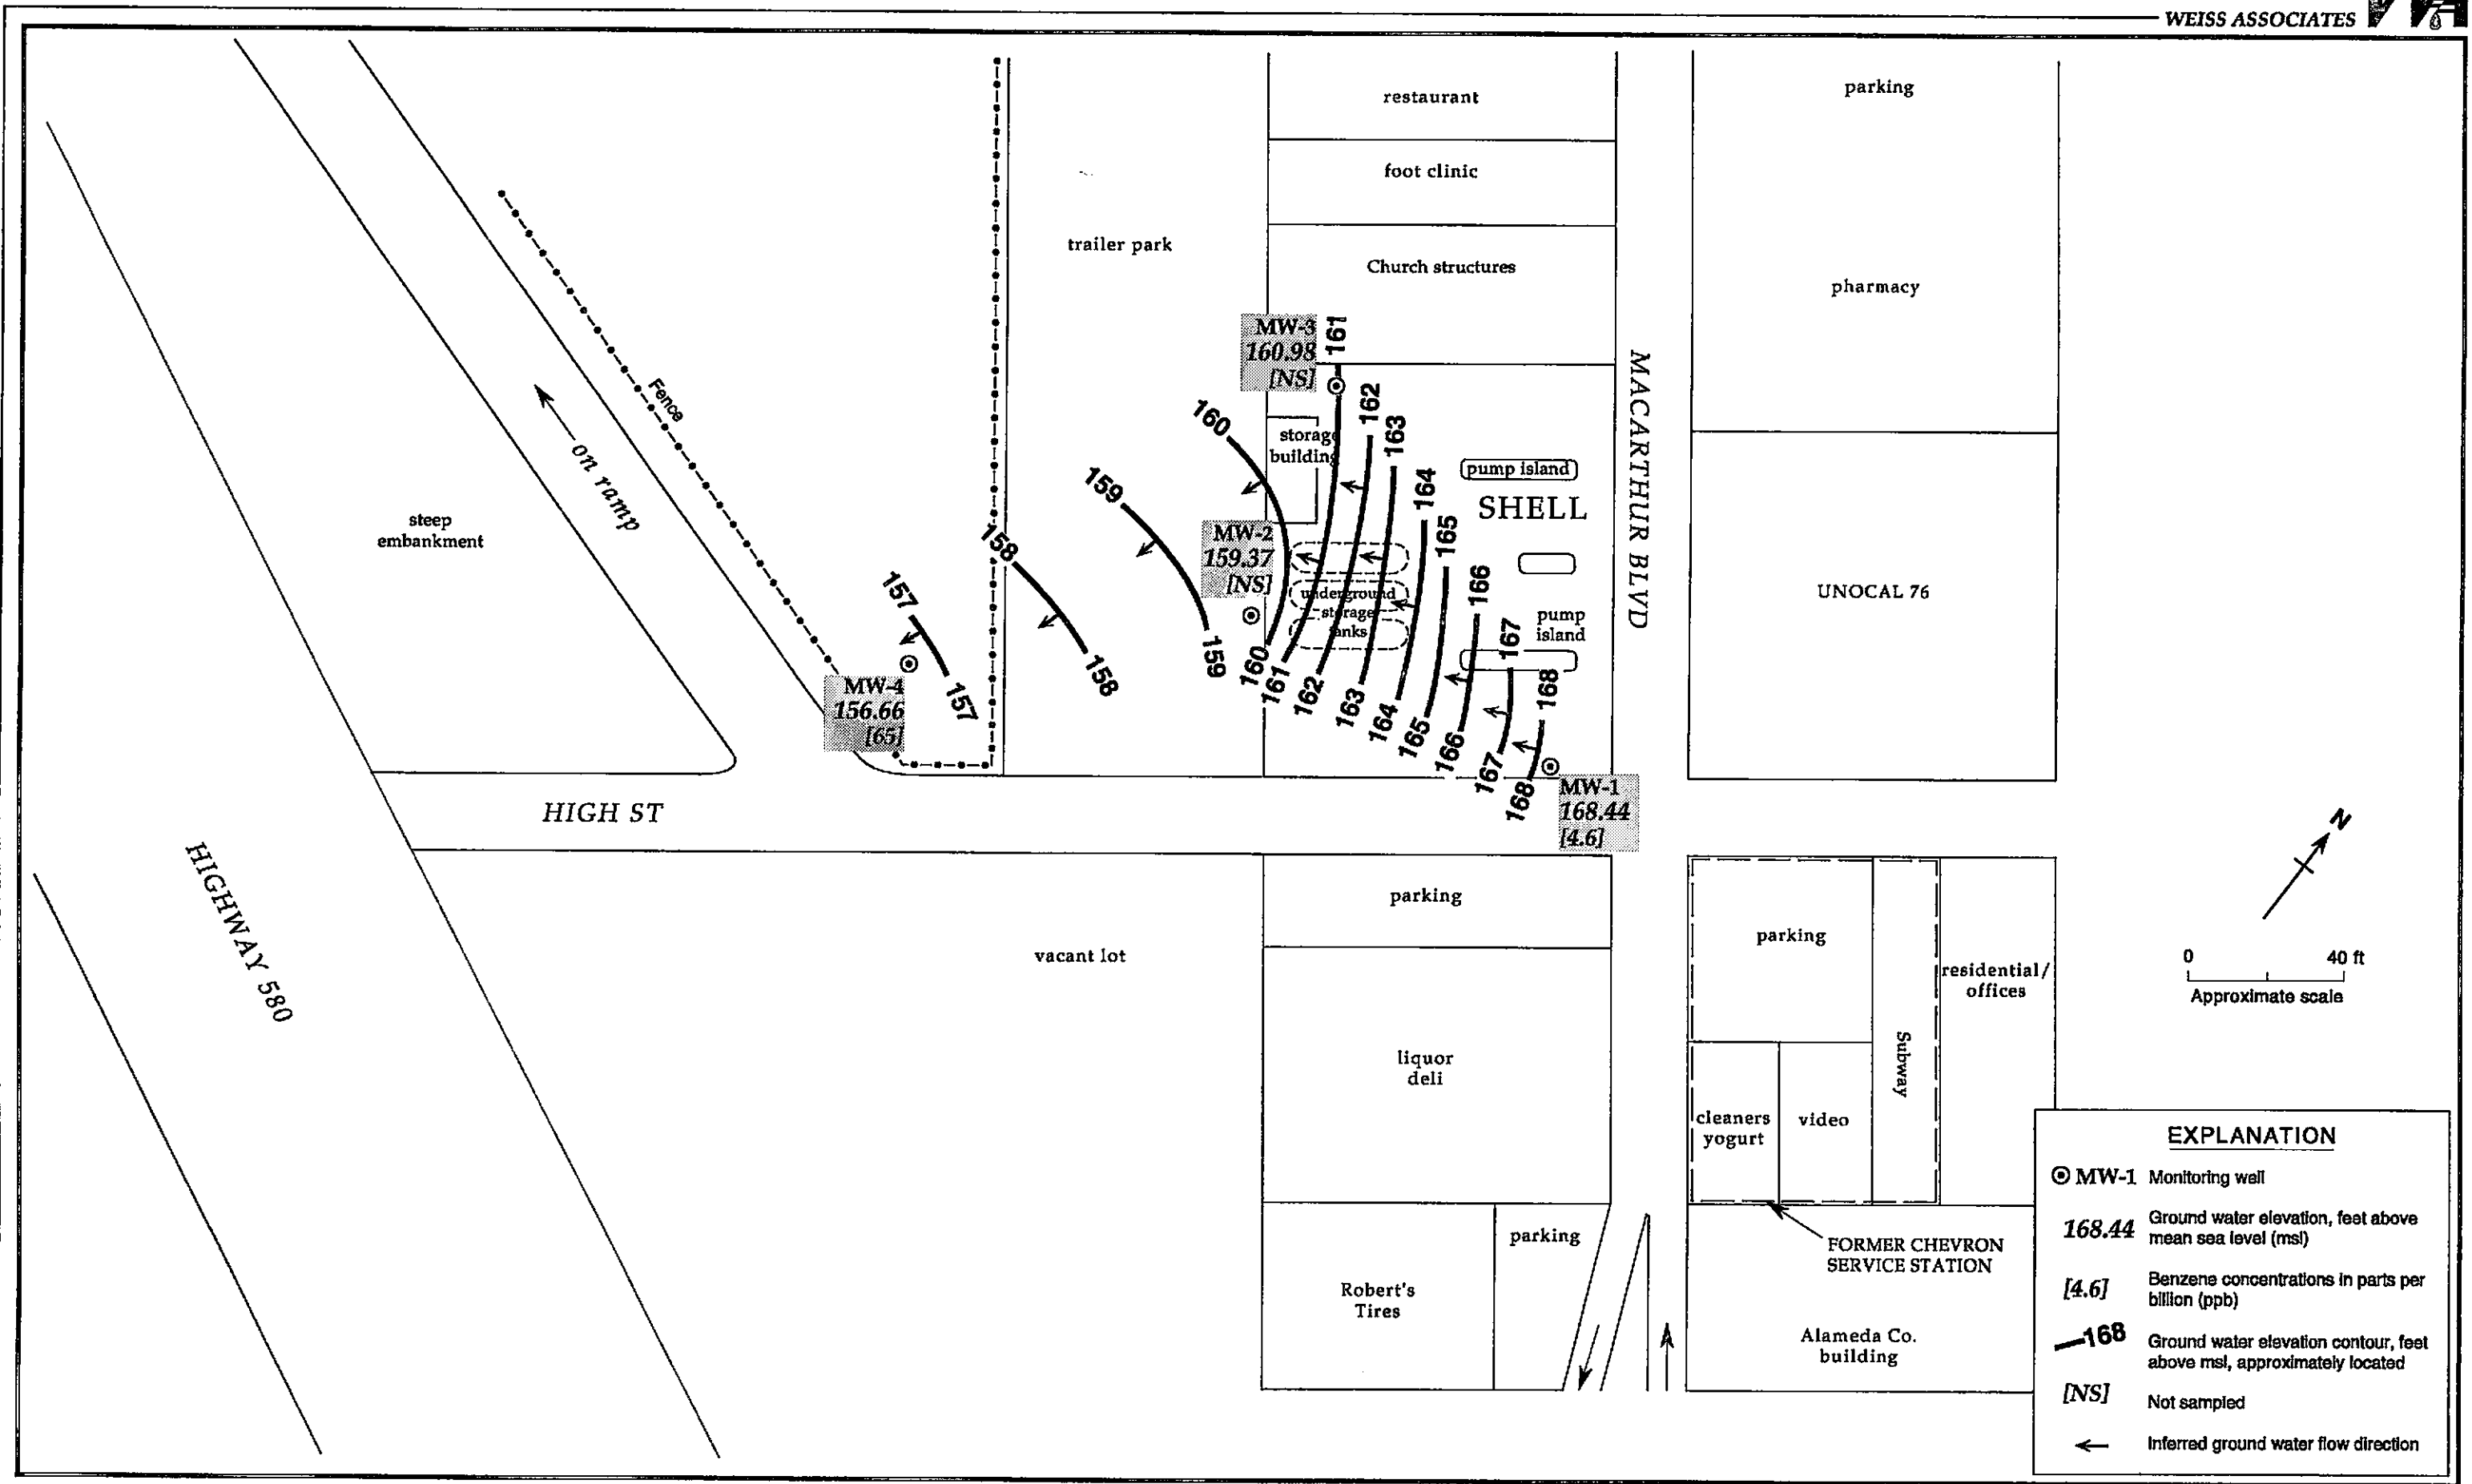 WEISS ASSOCIATES
restaurant
parking
foot clinic
trailer park
Church structures
pharmacy
MW-3
160.98
[NS]
161
162
163
164
165
166
167
168
160
159
158
157
storage
building
pump island
SHELL
MACARTHUR BLVD
Fence
on ramp
steep
embankment
MW-2
159.37
[NS]
underground
storage
tanks
pump
island
UNOCAL 76
MW-4
156.66
[65]
157
158
159
160
161
162
163
164
165
166
167
168
MW-1
168.44
[4.6]
HIGH ST
HIGHWAY 580
N
parking
vacant lot
parking
residential/
offices
0 40 ft
Approximate scale
liquor
deli
Subway
cleaners
yogurt
video
parking
Robert's
Tires
FORMER CHEVRON
SERVICE STATION
Alameda Co.
building
EXPLANATION
MW-1 Monitoring well
168.44 Ground water elevation, feet above
mean sea level (msl)
[4.6] Benzene concentrations in parts per
billion (ppb)
168 Ground water elevation contour, feet
above msl, approximately located
[NS] Not sampled
Inferred ground water flow direction